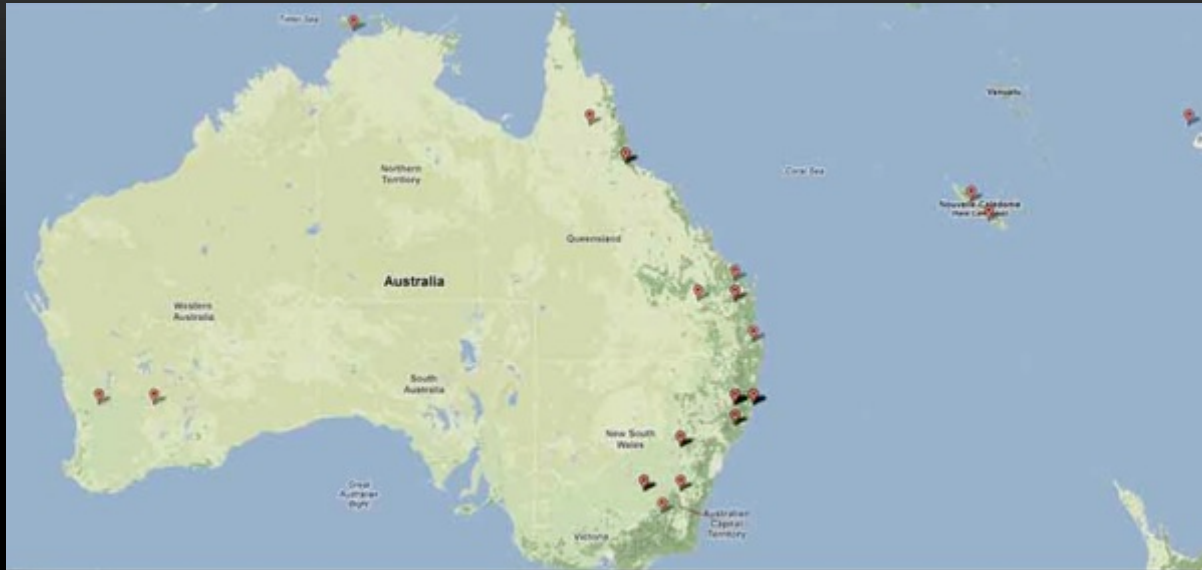 Timor Sea
Vanuatu
Northern
Territory
Coral Sea
Nouvelle-Calédonie
Queensland
Australia
Western
Australia
South
Australia
New South
Wales
Great
Australian
Bight
Australian
Capital
Territory
Victoria